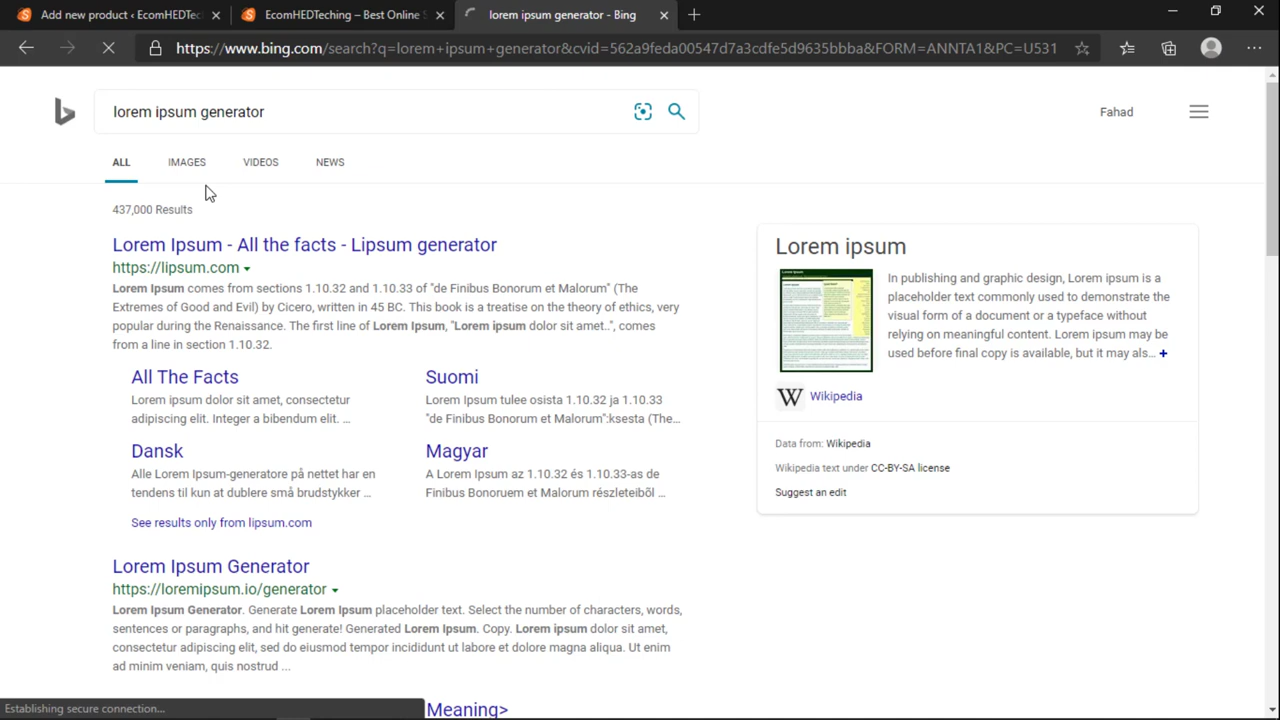 Add new product ‹ EcomHEDTech
EcomHEDTeching – Best Online S
lorem ipsum generator - Bing
https://www.bing.com/search?q=lorem+ipsum+generator&cvid=562a9feda00547d7a3cdfe5d9635bbba&FORM=ANNTA1&PC=U531
lorem ipsum generator
Fahad
ALL IMAGES VIDEOS NEWS
437,000 Results
Lorem Ipsum - All the facts - Lipsum generator
https://lipsum.com
Lorem Ipsum comes from sections 1.10.32 and 1.10.33 of "de Finibus Bonorum et Malorum" (The
Extremes of Good and Evil) by Cicero, written in 45 BC. This book is a treatise on the theory of ethics, very
popular during the Renaissance. The first line of Lorem Ipsum, "Lorem ipsum dolor sit amet..", comes
from a line in section 1.10.32.
All The Facts
Lorem ipsum dolor sit amet, consectetur
adipiscing elit. Integer a bibendum elit. ...
Suomi
Lorem Ipsum tulee osista 1.10.32 ja 1.10.33
"de Finibus Bonorum et Malorum":ksesta (The...
Dansk
Alle Lorem Ipsum-generatore på nettet har en
tendens til kun at dublere små brudstykker ...
Magyar
A Lorem Ipsum az 1.10.32 és 1.10.33-as de
Finibus Bonoruem et Malorum részleteiből ...
See results only from lipsum.com
Lorem Ipsum Generator
https://loremipsum.io/generator
Lorem Ipsum Generator. Generate Lorem Ipsum placeholder text. Select the number of characters, words,
sentences or paragraphs, and hit generate! Generated Lorem Ipsum. Copy. Lorem ipsum dolor sit amet,
consectetur adipiscing elit, sed do eiusmod tempor incididunt ut labore et dolore magna aliqua. Ut enim
ad minim veniam, quis nostrud ...
Meaning>
Lorem ipsum
In publishing and graphic design, Lorem ipsum is a
placeholder text commonly used to demonstrate the
visual form of a document or a typeface without
relying on meaningful content. Lorem ipsum may be
used before final copy is available, but it may als... +
W Wikipedia
Data from: Wikipedia
Wikipedia text under CC-BY-SA license
Suggest an edit
Establishing secure connection...